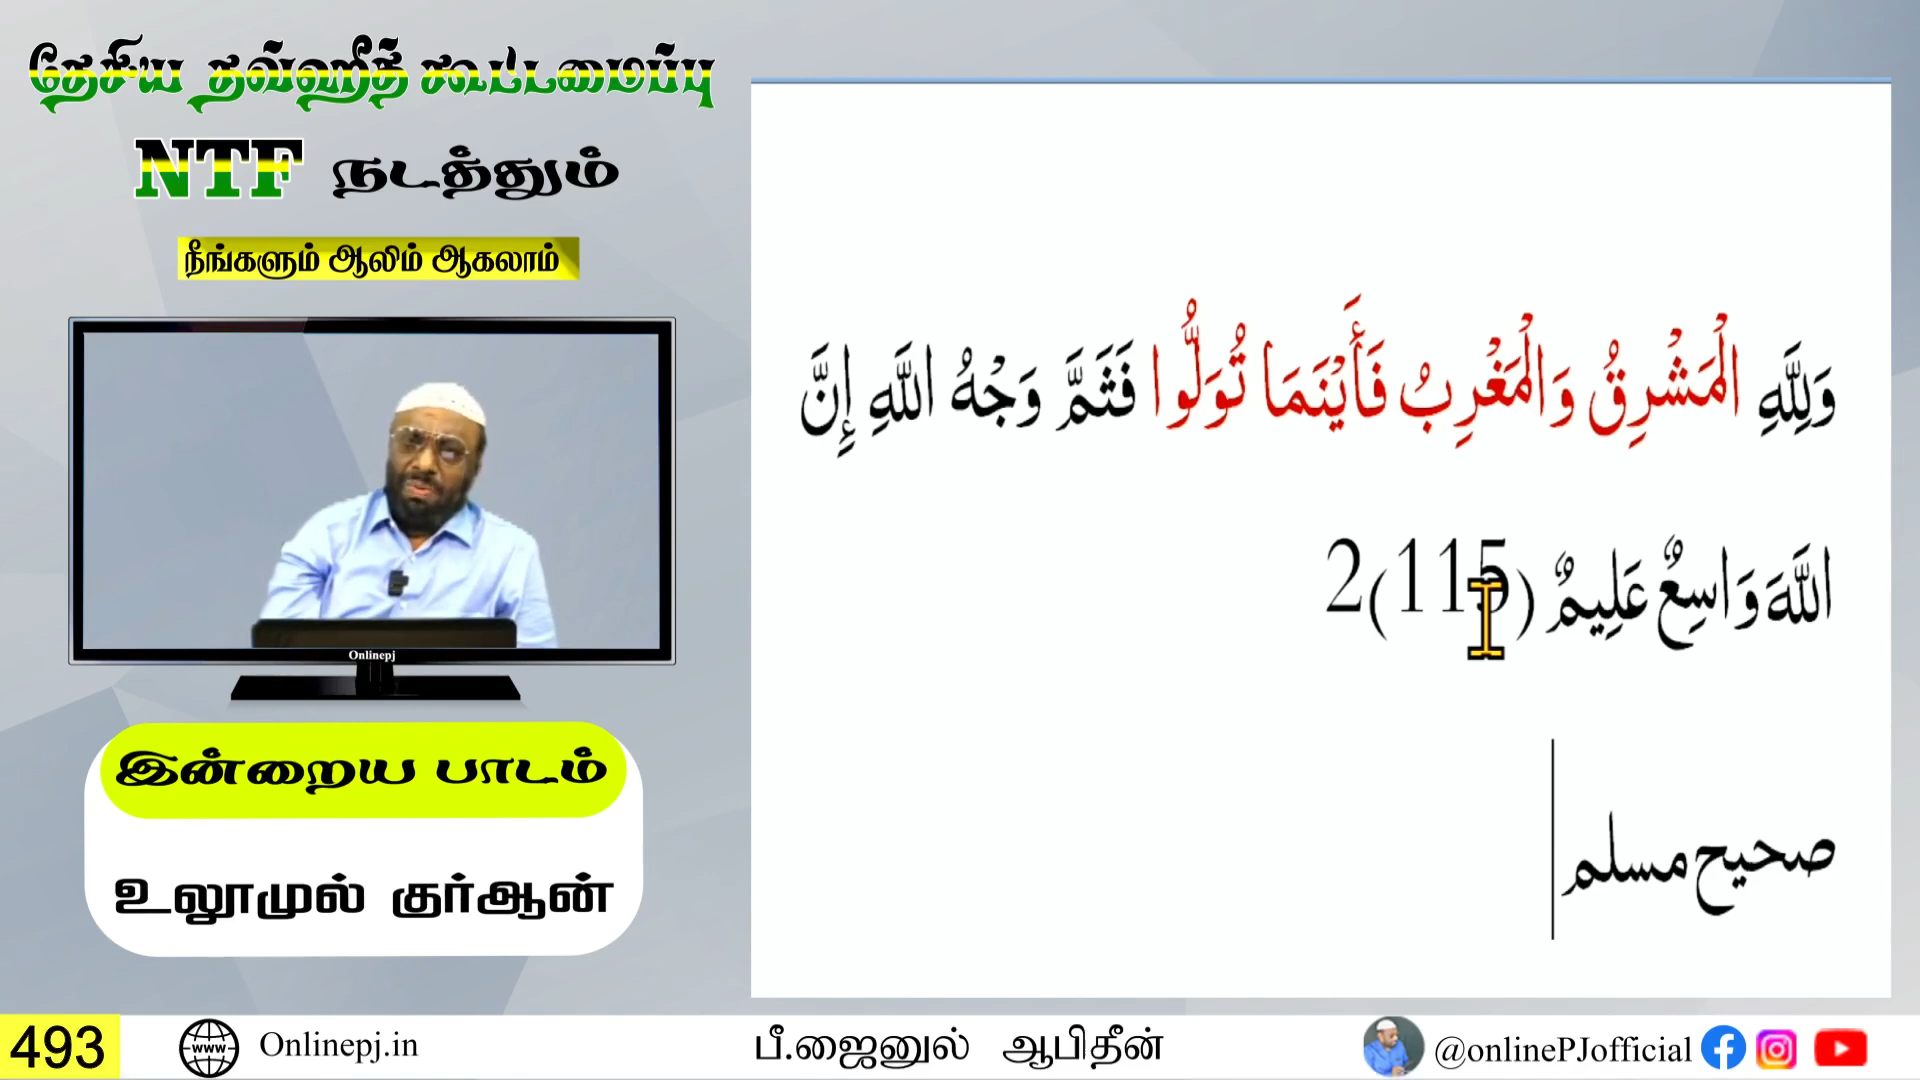 தேசிய தவ்ஹீத் கூட்டமைப்பு
NTF நடத்தும்
நீங்களும் ஆலிம் ஆகலாம்
Onlinepj
இன்றைய பாடம்
உலூமுல் குர்ஆன்
وَلِلَّهِ الْمَشْرِقُ وَالْمَغْرِبُ فَأَيْنَمَا تُوَلُّوا فَثَمَّ وَجْهُ اللَّهِ إِنَّ
اللَّهَ وَاسِعٌ عَلِيمٌ (115)2
صحيح مسلم
493
www
Onlinepj.in
பீ.ஜைனுல் ஆபிதீன்
@onlinePJofficial